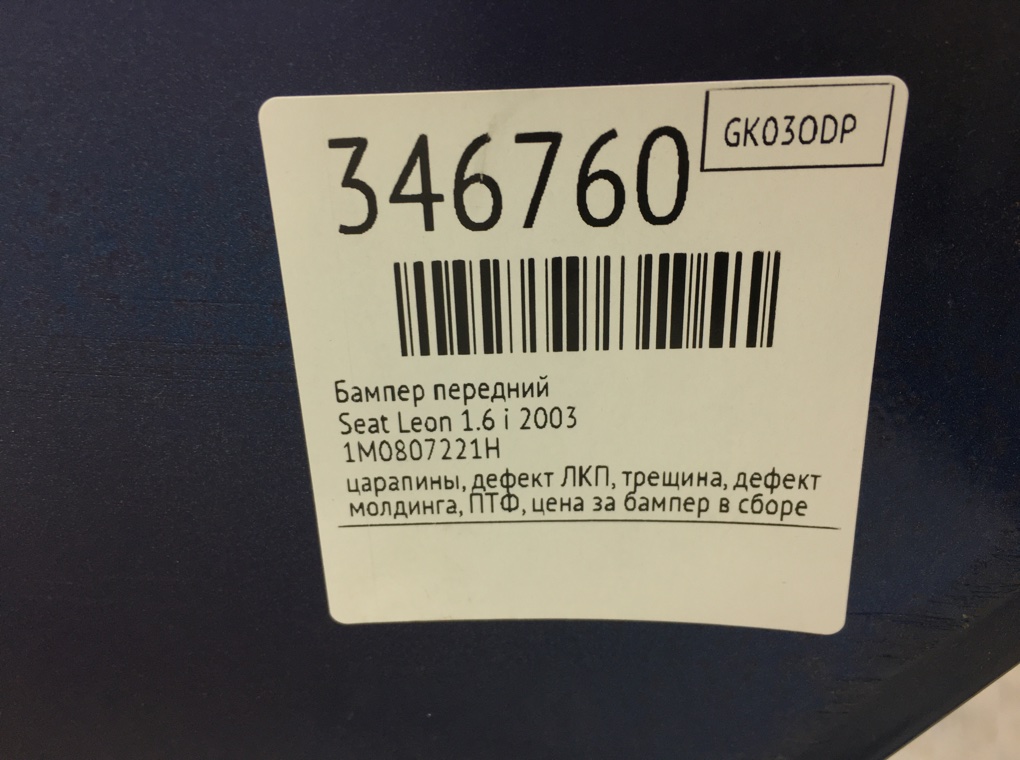 346760
GK03ODP
Бампер передний
Seat Leon 1.6 i 2003
1M0807221H
царапины, дефект ЛКП, трещина, дефект
молдинга, ПТФ, цена за бампер в сборе